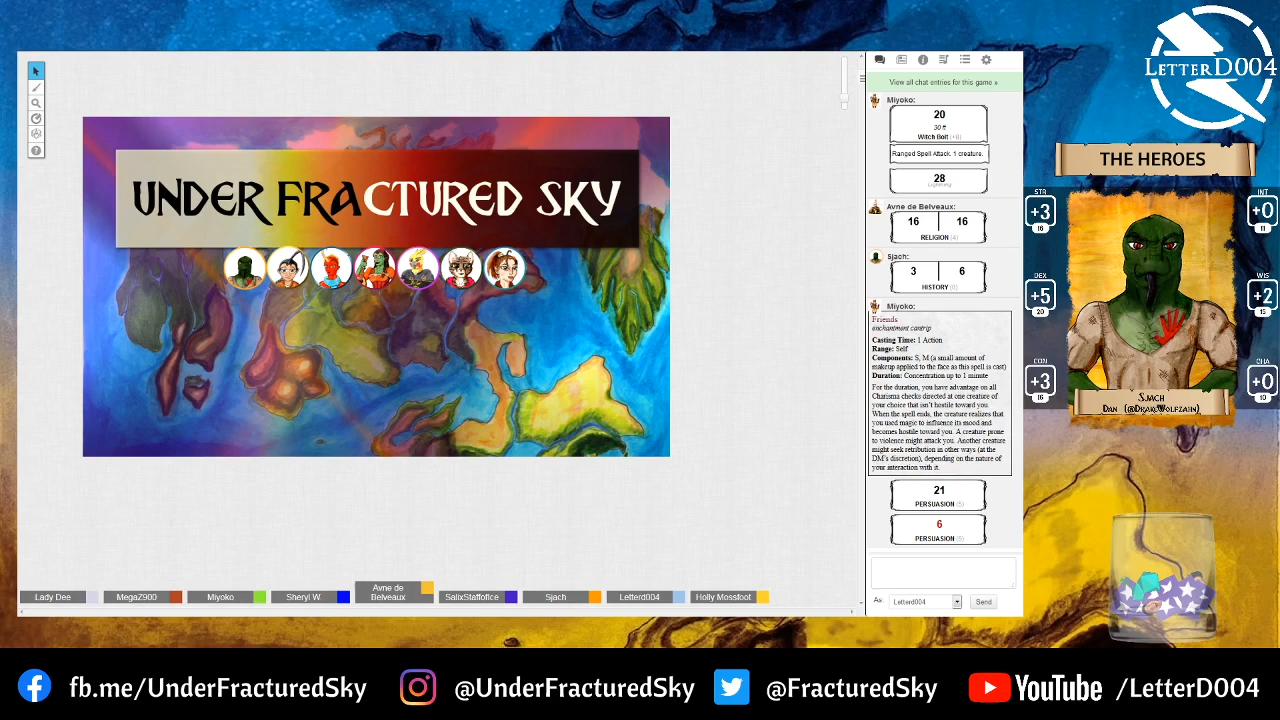 LETTERD004
View all chat entries for this game »
Miyoko:
20
30 ft
Witch Bolt (+8)
Ranged Spell Attack. 1 creature.
28
Lightning
Avne de Belveaux:
16 16
RELIGION (4)
Sjach:
3 6
HISTORY (0)
Miyoko:
Friends
enchantment cantrip
Casting Time: 1 Action
Range: Self
Components: S, M (a small amount of
makeup applied to the face as this spell is cast)
Duration: Concentration up to 1 minute
For the duration, you have advantage on all
Charisma checks directed at one creature of
your choice that isn't hostile toward you.
When the spell ends, the creature realizes that
you used magic to influence its mood and
becomes hostile toward you. A creature prone
to violence might attack you. Another creature
might seek retribution in other ways (at the
DM's discretion), depending on the nature of
your interaction with it.
21
PERSUASION (5)
6
PERSUASION (5)
As: Letterd004 Send
UNDER FRACTURED SKY
THE HEROES
STR
+3
16
DEX
+5
20
CON
+3
16
INT
+0
11
WIS
+2
15
CHA
+0
10
SJACH
DAN (@DRAKOWOLFZAHN)
Lady Dee
MegaZ900
Miyoko
Sheryl W.
Avne de
Belveaux
SalixStaffofIce
Sjach
Letterd004
Holly Mossfoot
fb.me/UnderFracturedSky
@UnderFracturedSky
@FracturedSky
YouTube /LetterD004